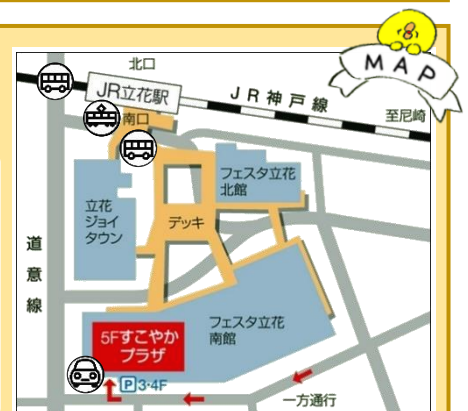 MAP
北口
JR立花駅
JR神戸線
至尼崎
南口
フェスタ立花
北館
立花
ジョイ
タウン
デッキ
道意線
フェスタ立花
南館
5Fすこやか
プラザ
P3・4F
一方通行